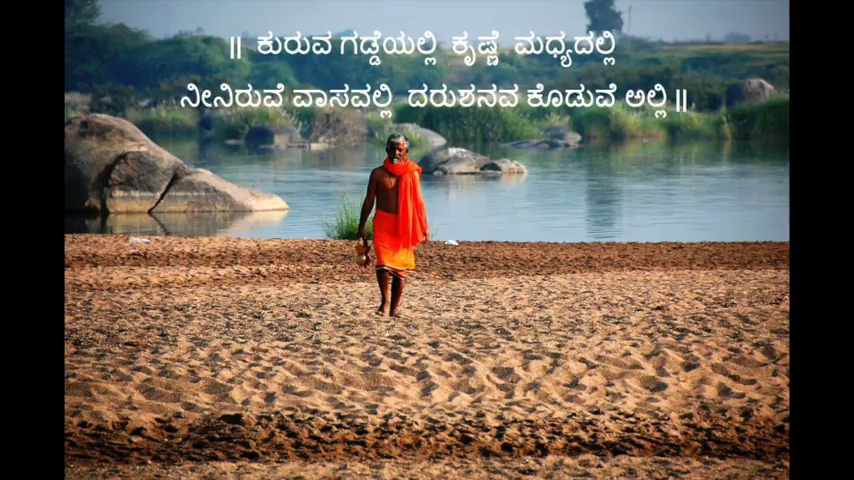 ॥ ಕುರುವ ಗಡ್ಡೆಯಲ್ಲಿ ಕೃಷ್ಣೆ ಮಧ್ಯದಲ್ಲಿ
ನೀನಿರುವೆ ವಾಸವಲ್ಲಿ ದರುಶನವ ಕೊಡುವೆ ಅಲ್ಲಿ ॥